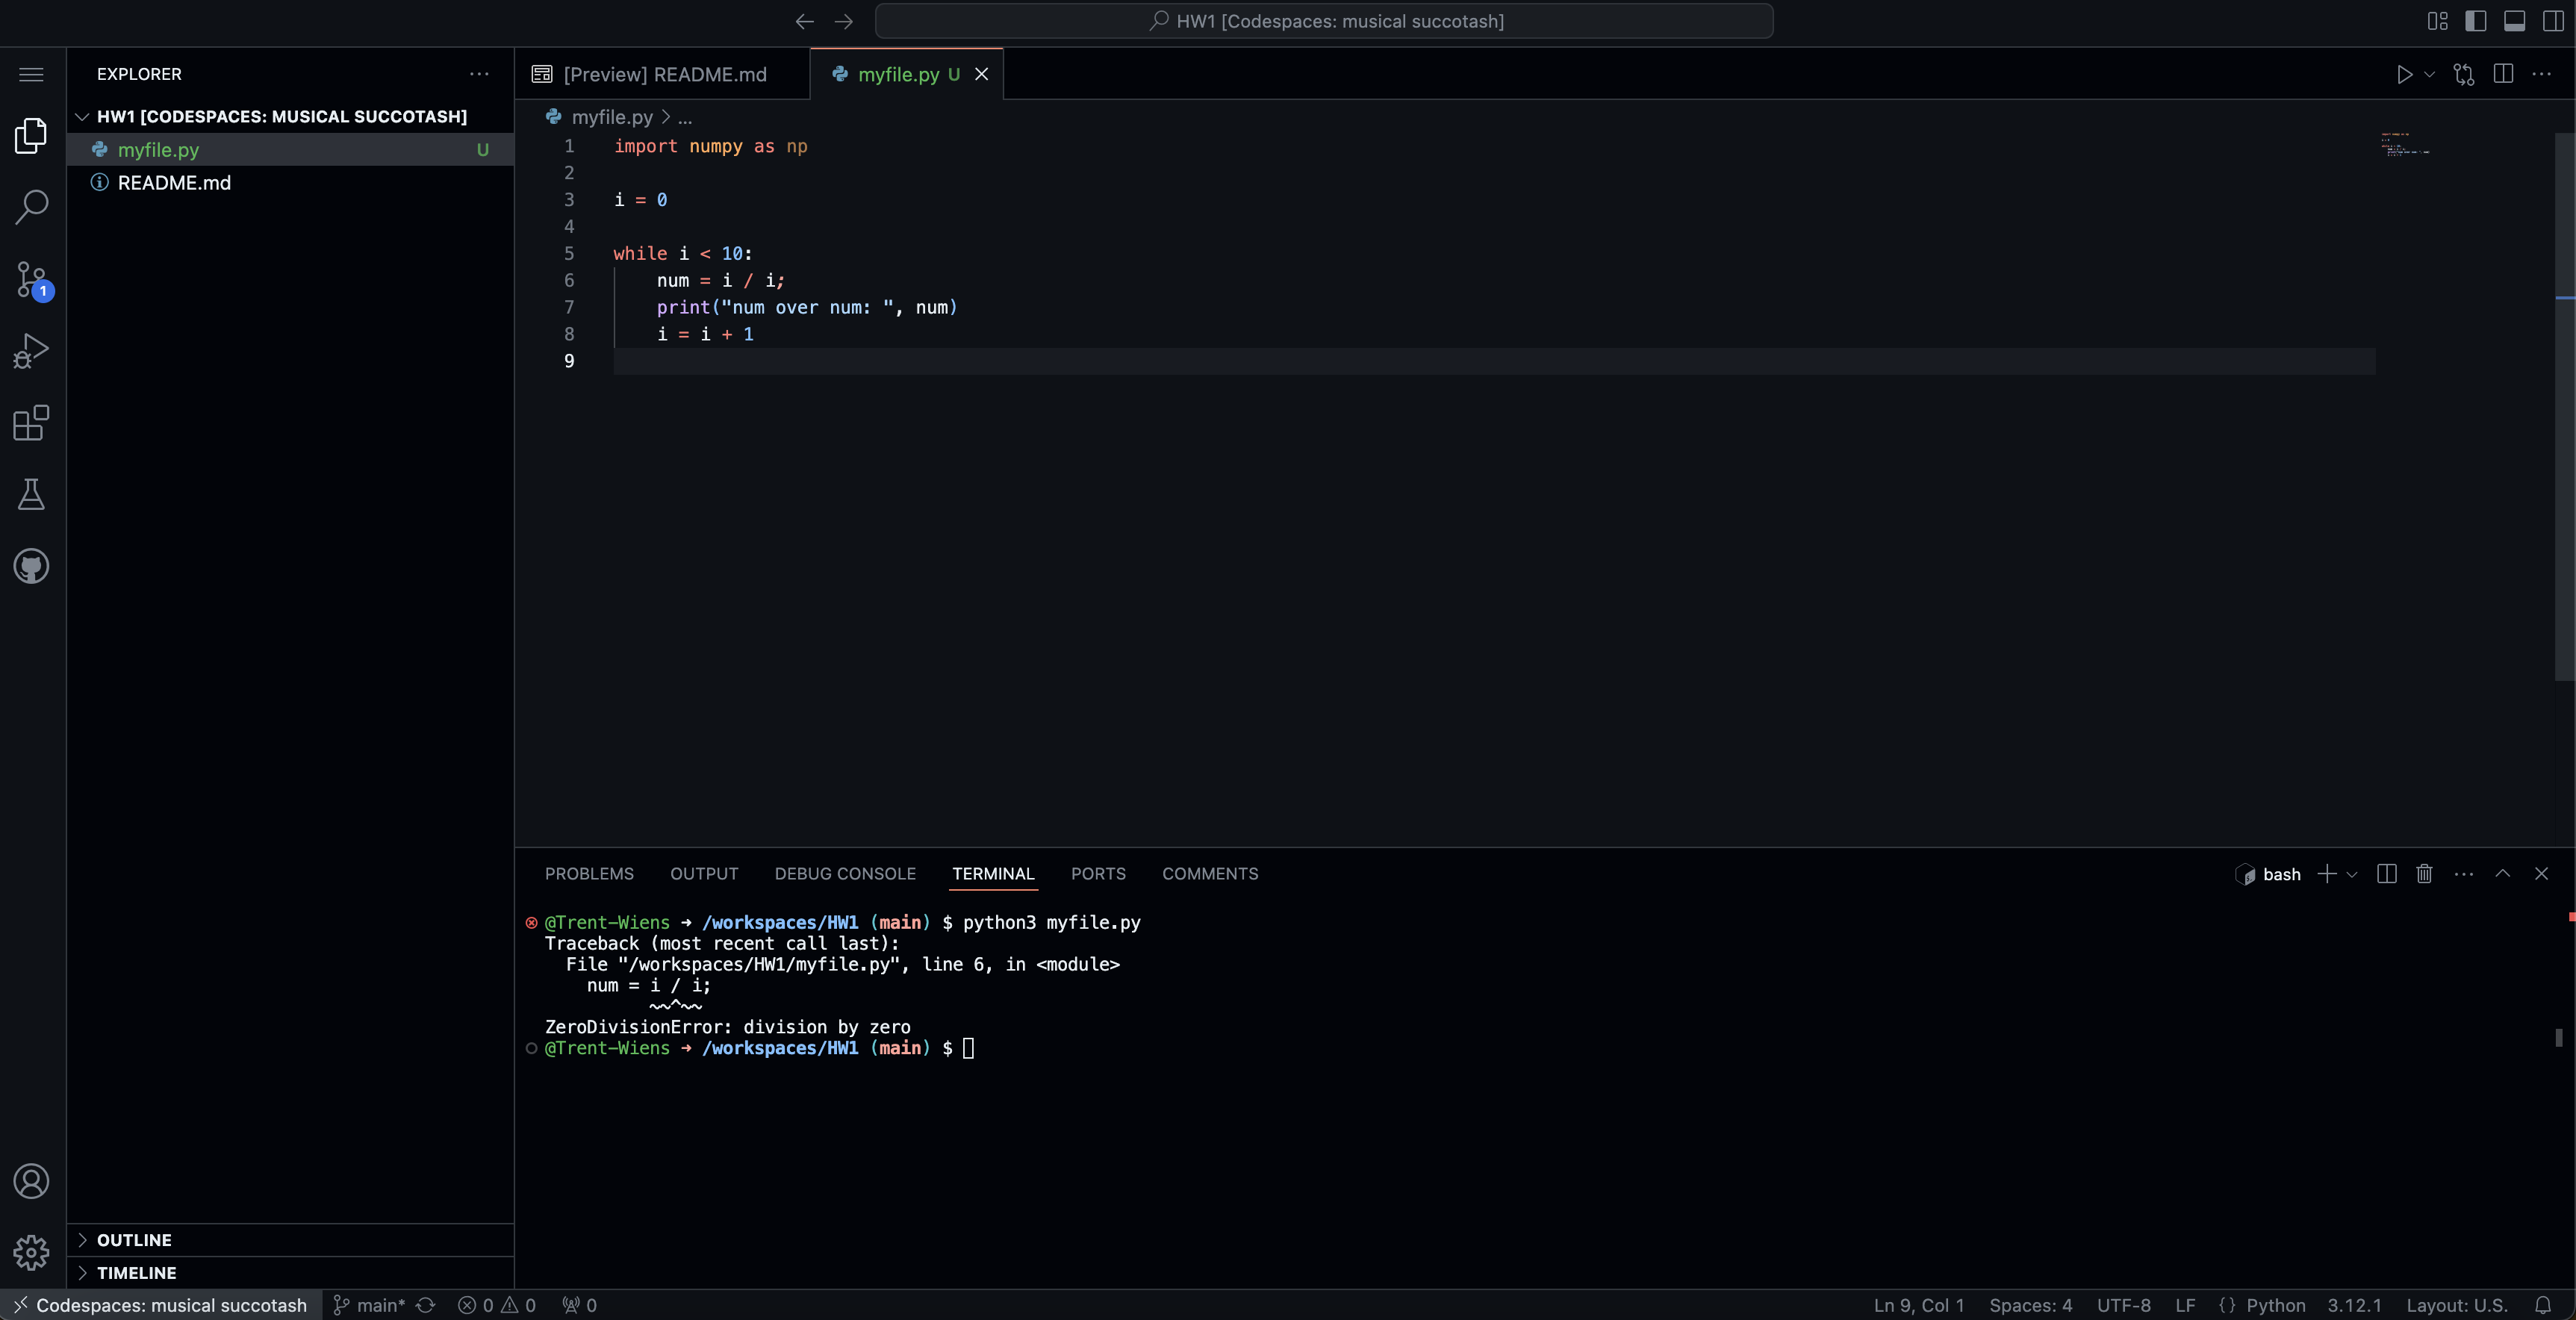 HW1 [Codespaces: musical succotash]
EXPLORER
HW1 [CODESPACES: MUSICAL SUCCOTASH]
myfile.py U
README.md
1
OUTLINE
TIMELINE
[Preview] README.md
myfile.py U
myfile.py > ...
1 import numpy as np
2
3 i = 0
4
5 while i < 10:
6 num = i / i;
7 print("num over num: ", num)
8 i = i + 1
9
PROBLEMS OUTPUT DEBUG CONSOLE TERMINAL PORTS COMMENTS
bash
@Trent-Wiens ➜ /workspaces/HW1 (main) $ python3 myfile.py
Traceback (most recent call last):
File "/workspaces/HW1/myfile.py", line 6, in <module>
num = i / i;
~~^~~
ZeroDivisionError: division by zero
@Trent-Wiens ➜ /workspaces/HW1 (main) $
Codespaces: musical succotash main* 0 0 0 Ln 9, Col 1 Spaces: 4 UTF-8 LF {} Python 3.12.1 Layout: U.S.